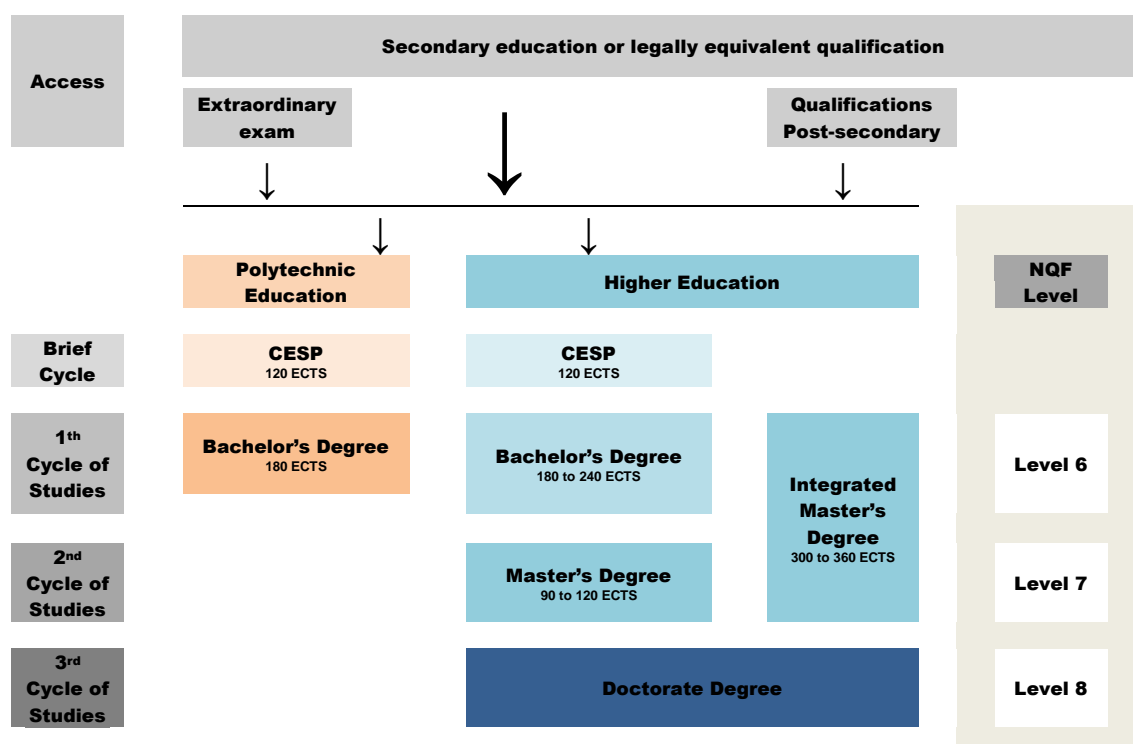 Access
Secondary education or legally equivalent qualification
Extraordinary
exam
Qualifications
Post-secondary
Polytechnic
Education
Higher Education
NQF
Level
Brief
Cycle
CESP
120 ECTS
CESP
120 ECTS
1th
Cycle of
Studies
Bachelor’s Degree
180 ECTS
Bachelor’s Degree
180 to 240 ECTS
Integrated
Master’s
Degree
300 to 360 ECTS
Level 6
2nd
Cycle of
Studies
Master’s Degree
90 to 120 ECTS
Level 7
3rd
Cycle of
Studies
Doctorate Degree
Level 8